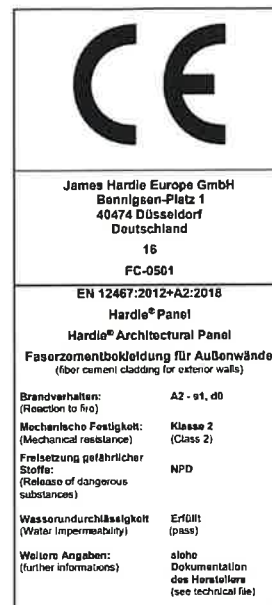 CE
James Hardie Europe GmbH
Bennigsen-Platz 1
40474 Düsseldorf
Deutschland
16
FC-0501
EN 12467:2012+A2:2018
Hardie® Panel
Hardie® Architectural Panel
Faserzementbekleidung für Außenwände
(fiber cement cladding for exterior walls)
Brandverhalten: A2 - s1, d0
(Reaction to fire)
Mechanische Festigkeit: Klasse 2
(Mechanical resistance) (Class 2)
Freisetzung gefährlicher
Stoffe: NPD
(Release of dangerous
substances)
Wasserundurchlässigkeit Erfüllt
(Water impermeability) (pass)
Weitere Angaben: siehe
(further informations) Dokumentation
des Herstellers
(see technical file)